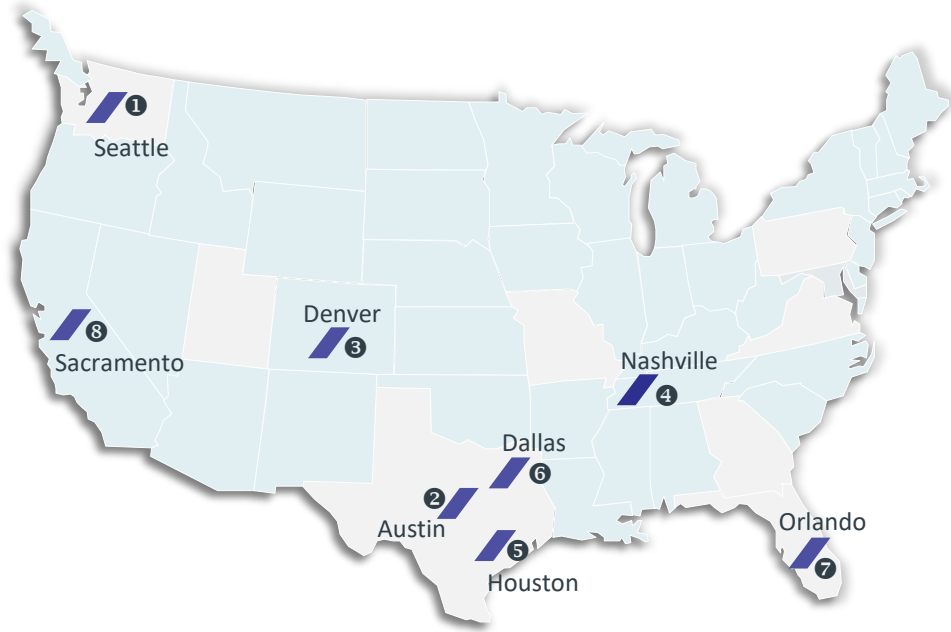 ❶
Seattle
Denver
❸
❽
Sacramento
Nashville
❹
Dallas
❻
❷
Austin
Orlando
❺
❼
Houston